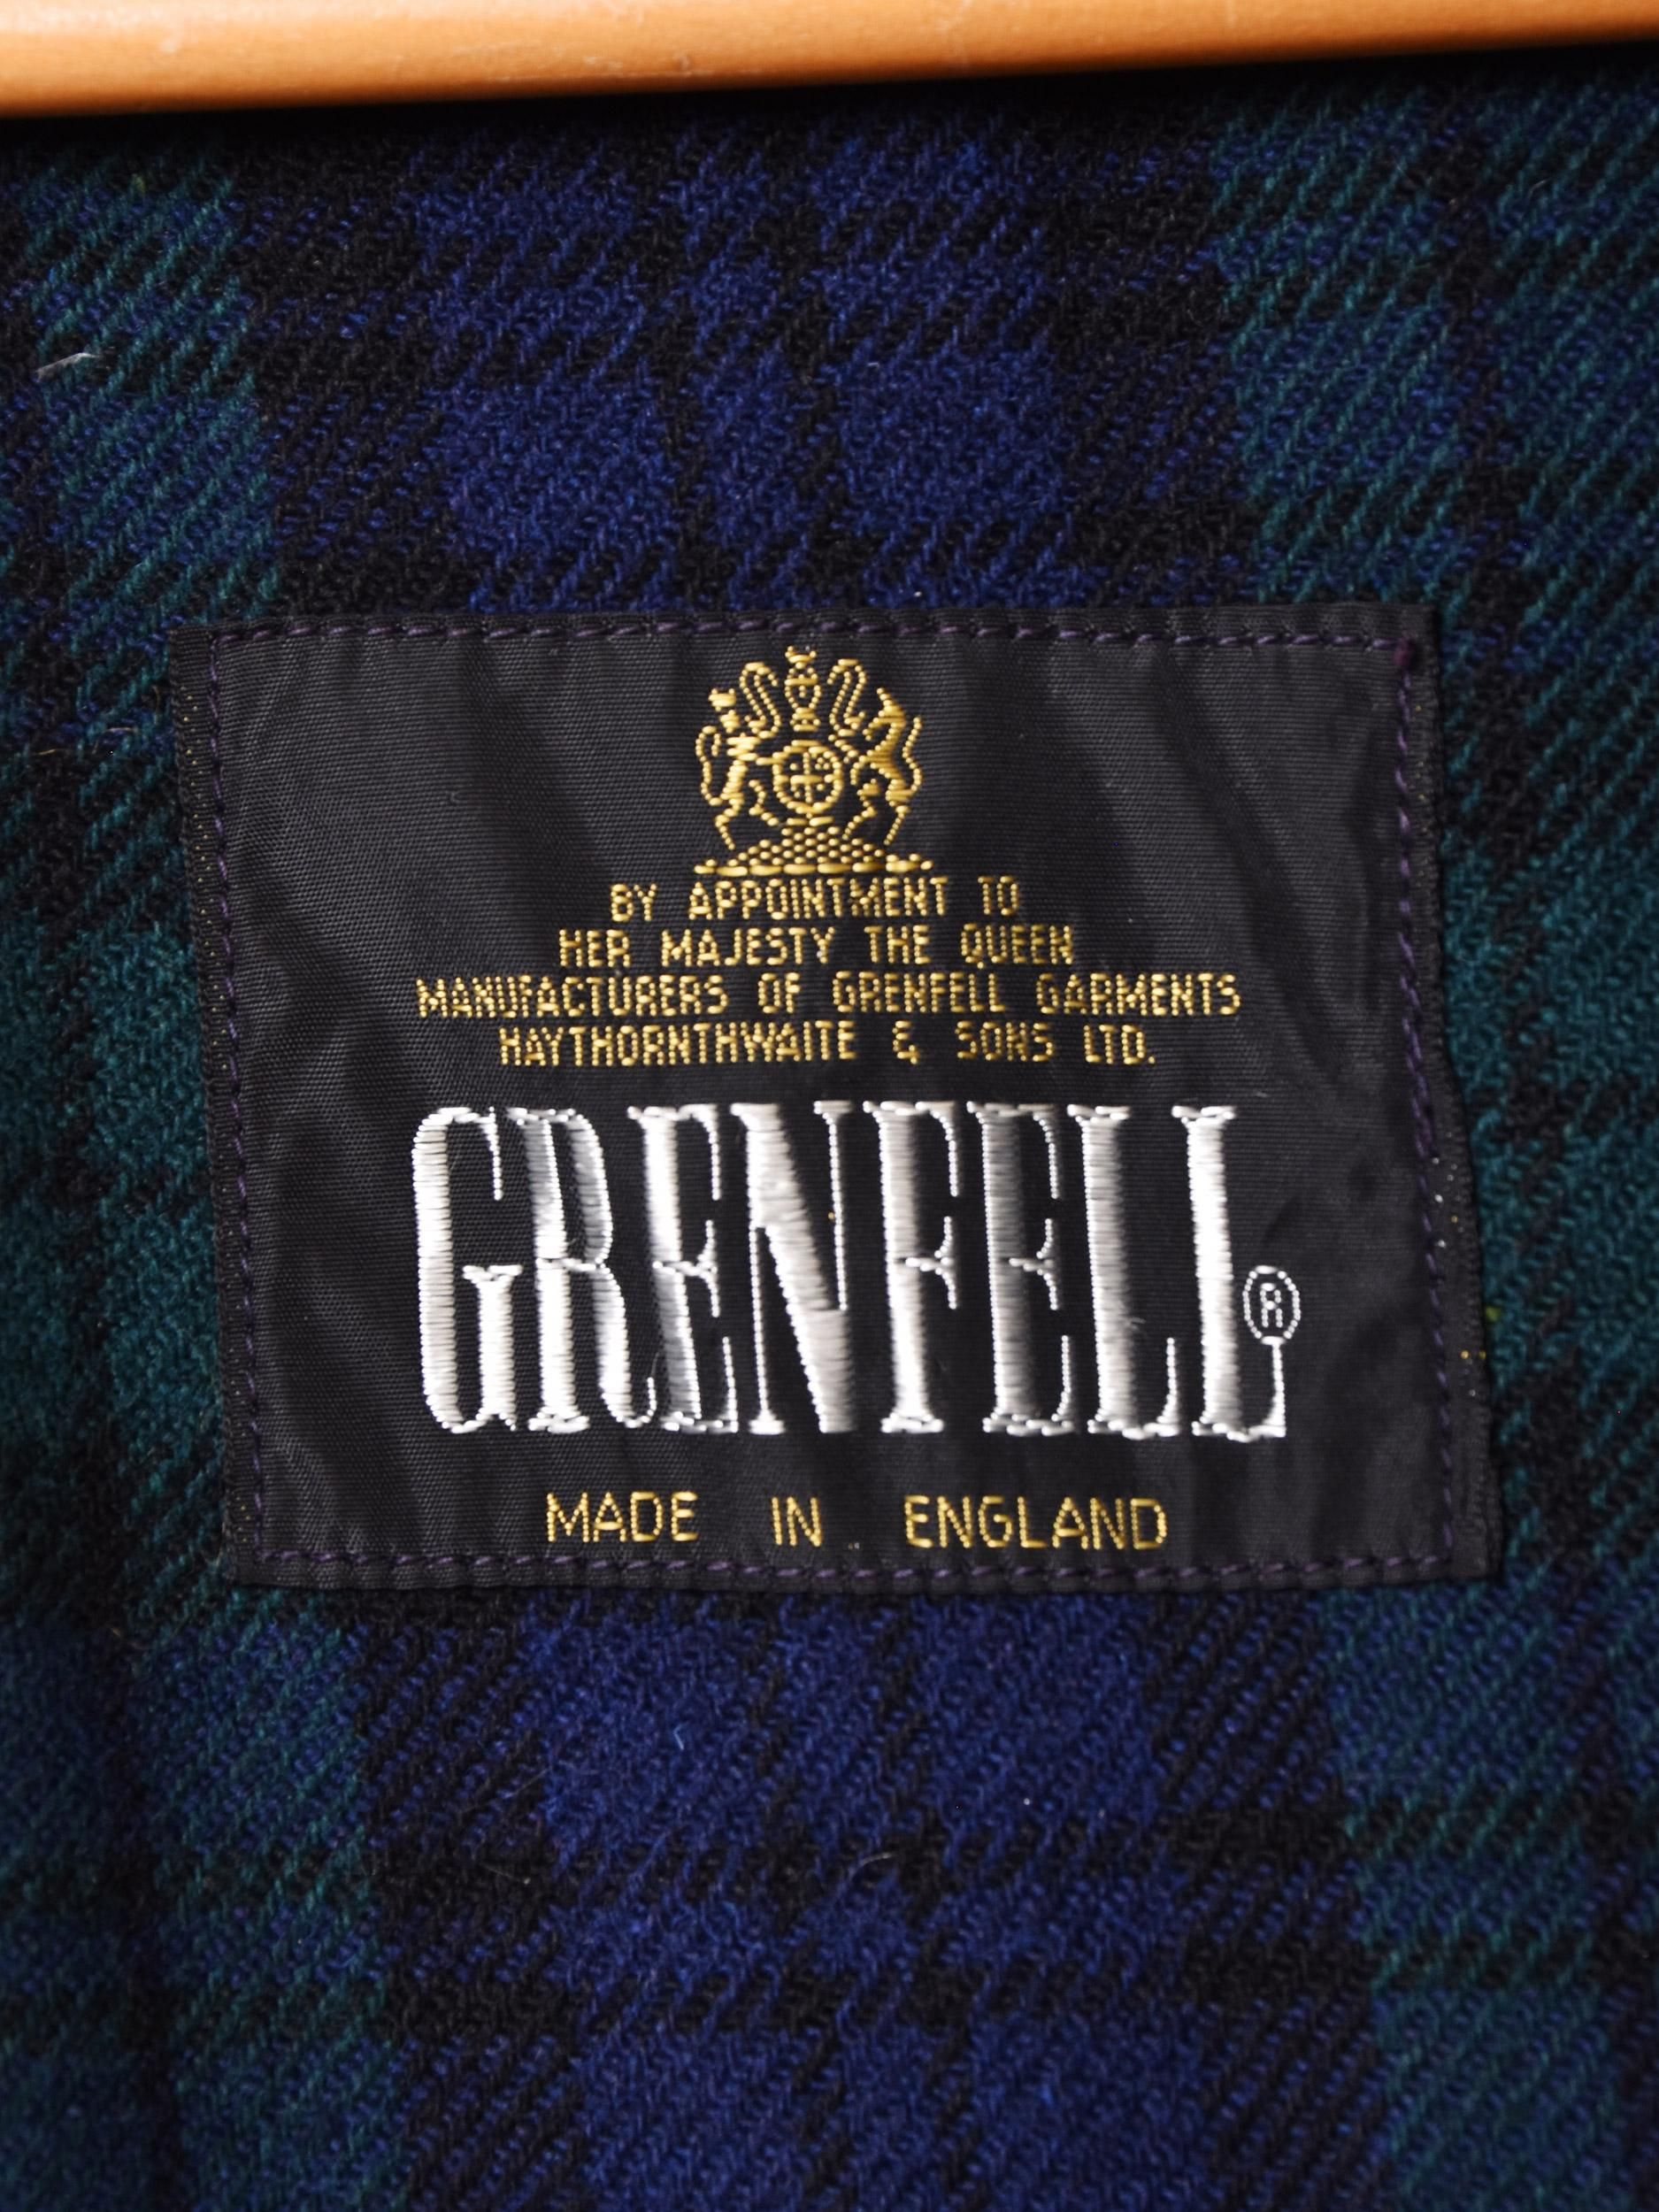 BY APPOINTMENT TO
HER MAJESTY THE QUEEN
MANUFACTURERS OF GRENFELL GARMENTS
HAYTHORNTHWAITE & SONS LTD.
GRENFELL®
MADE IN ENGLAND